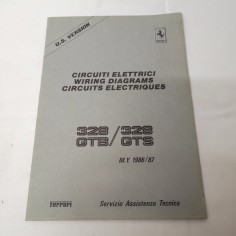 U.S. VERSION
CIRCUITI ELETTRICI
WIRING DIAGRAMS
CIRCUITS ELECTRIQUES
328/328
GTB/GTS
M.Y. 1986/87
Ferrari
Servizio Assistenza Tecnica